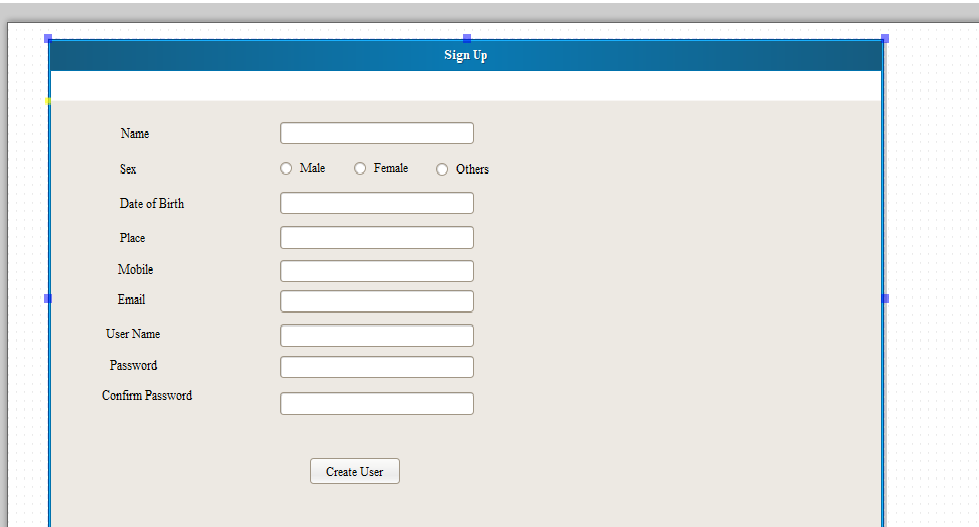 Sign Up
Name
Sex Male Female Others
Date of Birth
Place
Mobile
Email
User Name
Password
Confirm Password
Create User